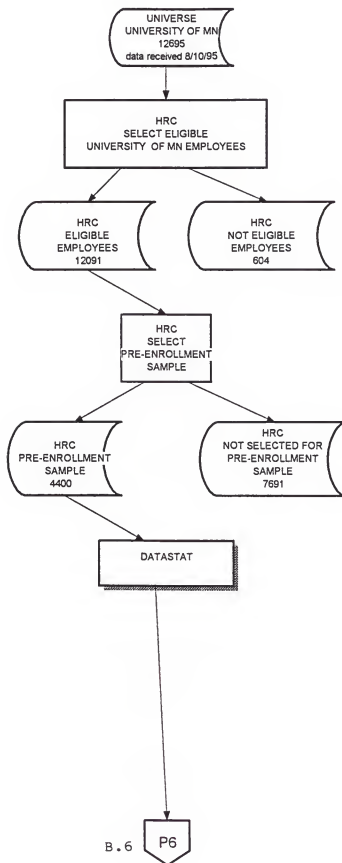 UNIVERSE
UNIVERSITY OF MN
12695
data received 8/10/95
HRC
SELECT ELIGIBLE
UNIVERSITY OF MN EMPLOYEES
HRC
ELIGIBLE
EMPLOYEES
12091
HRC
NOT ELIGIBLE
EMPLOYEES
604
HRC
SELECT
PRE-ENROLLMENT
SAMPLE
HRC
PRE-ENROLLMENT
SAMPLE
4400
HRC
NOT SELECTED FOR
PRE-ENROLLMENT
SAMPLE
7691
DATASTAT
B.6
P6